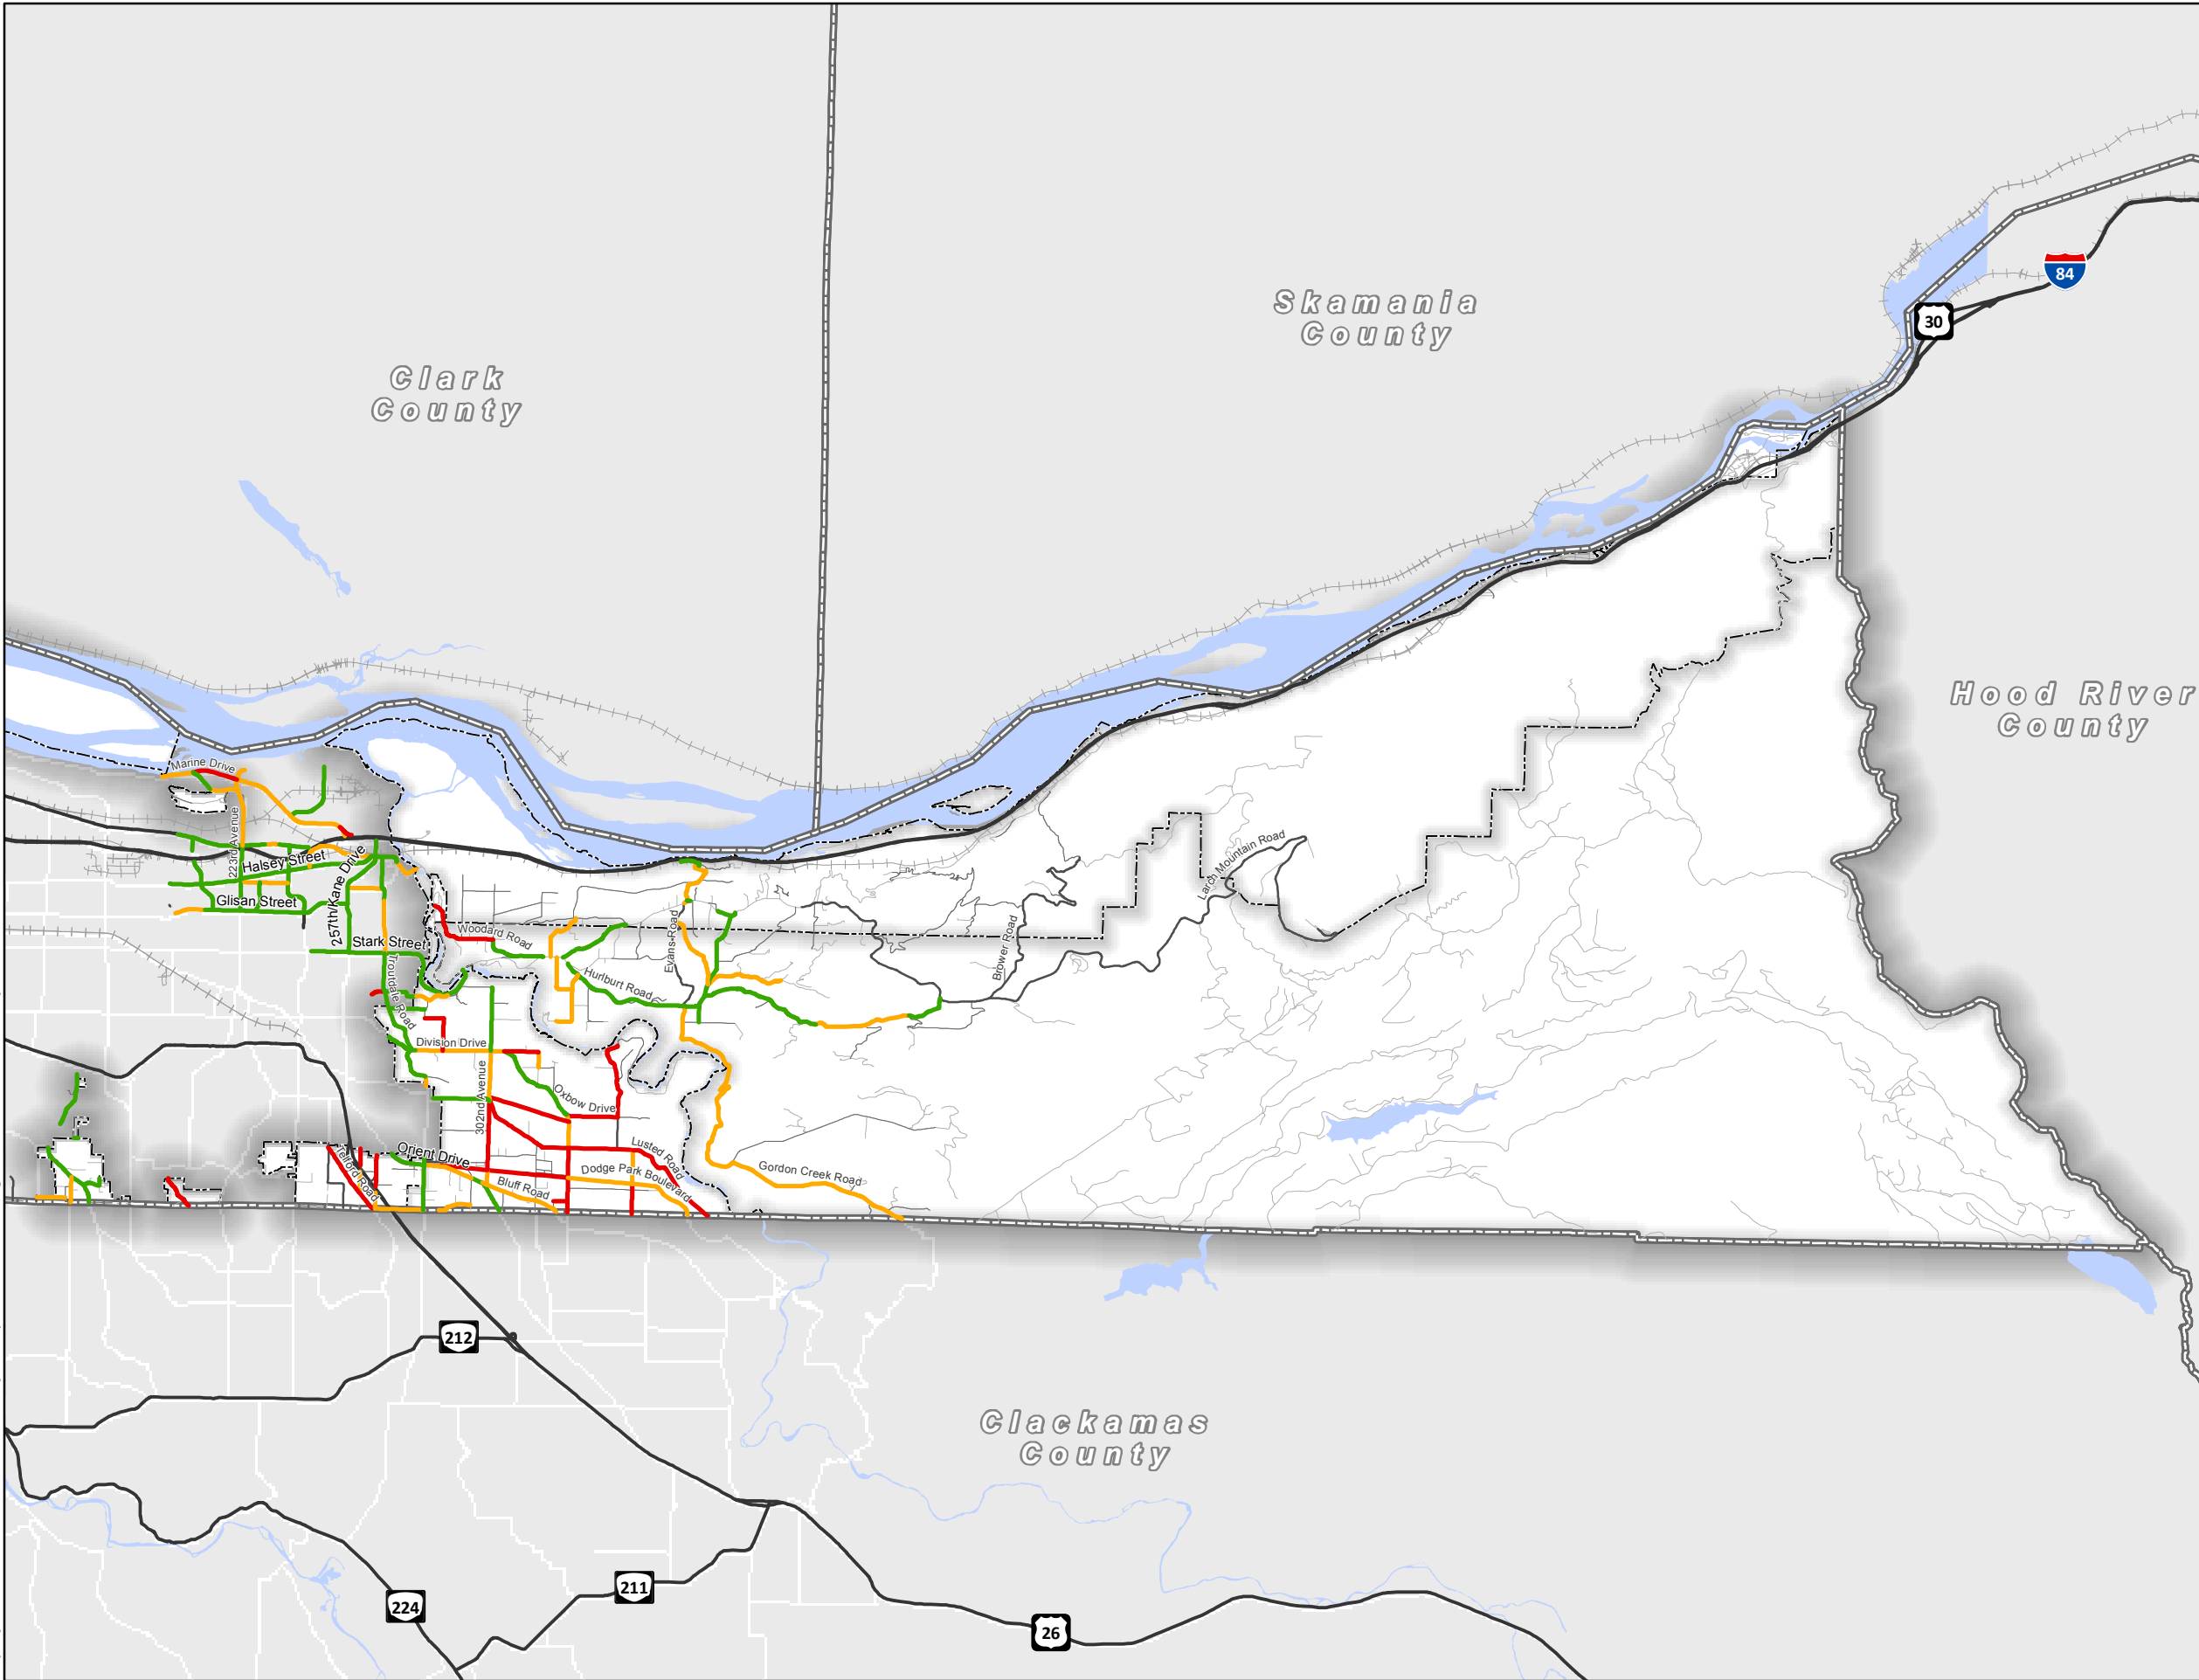 84
30
Skamania
County
Clark
County
Hood River
County
Marine Drive
223rd Avenue
Halsey Street
257th/Kane Drive
Glisan Street
Stark Street
Troutdale Road
Woodard Road
Evans Road
Hurlburt Road
Larch Mountain Road
Brower Road
Division Drive
302nd Avenue
Oxbow Drive
Orient Drive
Telford Road
Lusted Road
Dodge Park Boulevard
Bluff Road
Gordon Creek Road
212
Clackamas
County
211
224
26